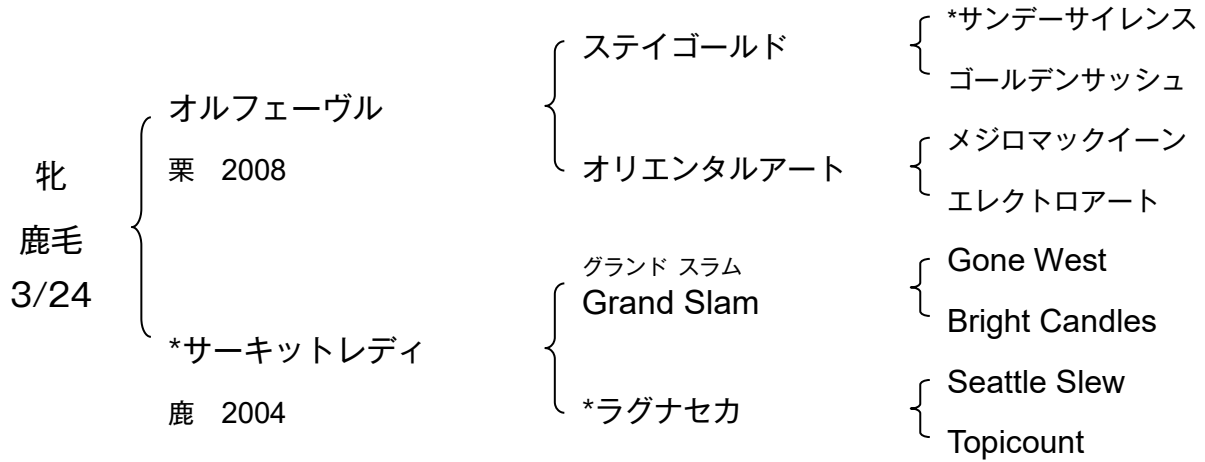 牝
鹿毛
3/24
オルフェーヴル
栗 2008
*サーキットレディ
鹿 2004
ステイゴールド
オリエンタルアート
グランド スラム
Grand Slam
*ラグナセカ
*サンデーサイレンス
ゴールデンサッシュ
メジロマックイーン
エレクトロアート
Gone West
Bright Candles
Seattle Slew
Topicount